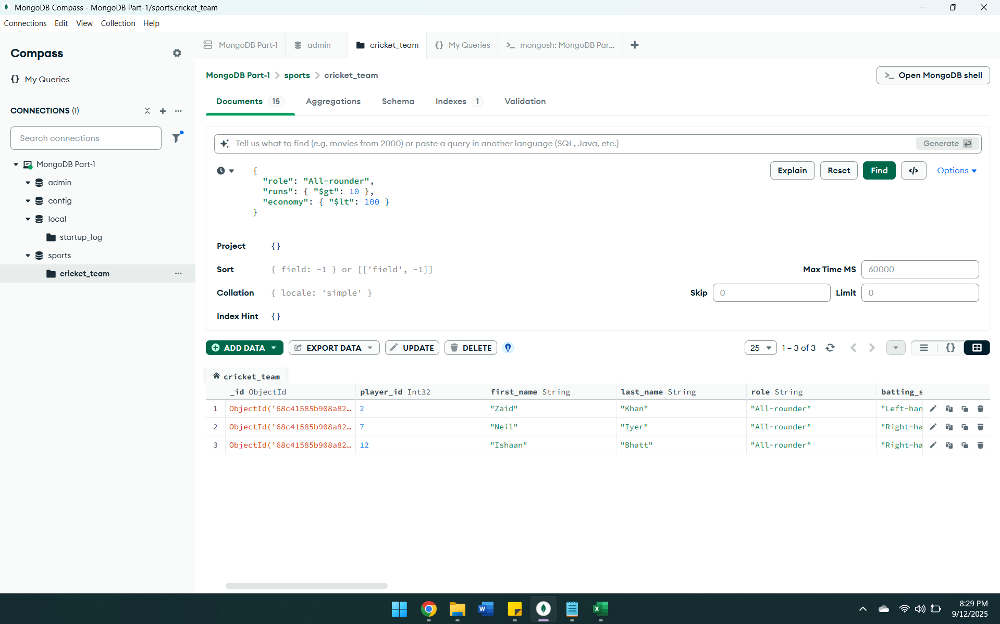 MongoDB Compass - MongoDB Part-1/sports.cricket_team
Connections Edit View Collection Help
Compass
My Queries
CONNECTIONS (1)
Search connections
MongoDB Part-1
admin
config
local
startup_log
sports
cricket_team
MongoDB Part-1 admin cricket_team {} My Queries >_ mongosh: MongoDB Par...
MongoDB Part-1 > sports > cricket_team
>_ Open MongoDB shell
Documents 15 Aggregations Schema Indexes 1 Validation
Tell us what to find (e.g. movies from 2000) or paste a query in another language (SQL, Java, etc.) Generate
{
"role": "All-rounder",
"runs": { "$gt": 10 },
"economy": { "$lt": 100 }
}
Explain Reset Find </> Options
Project {}
Sort { field: -1 } or [['field', -1]] Max Time MS 60000
Collation { locale: 'simple' } Skip 0 Limit 0
Index Hint {}
ADD DATA EXPORT DATA UPDATE DELETE 25 1 – 3 of 3 {}
cricket_team
_id ObjectId player_id Int32 first_name String last_name String role String batting_s
1 ObjectId('68c41585b908a82... 2 "Zaid" "Khan" "All-rounder" "Left-han
2 ObjectId('68c41585b908a82... 7 "Neil" "Iyer" "All-rounder" "Right-ha
3 ObjectId('68c41585b908a82... 12 "Ishaan" "Bhatt" "All-rounder" "Right-ha
8:29 PM
9/12/2025